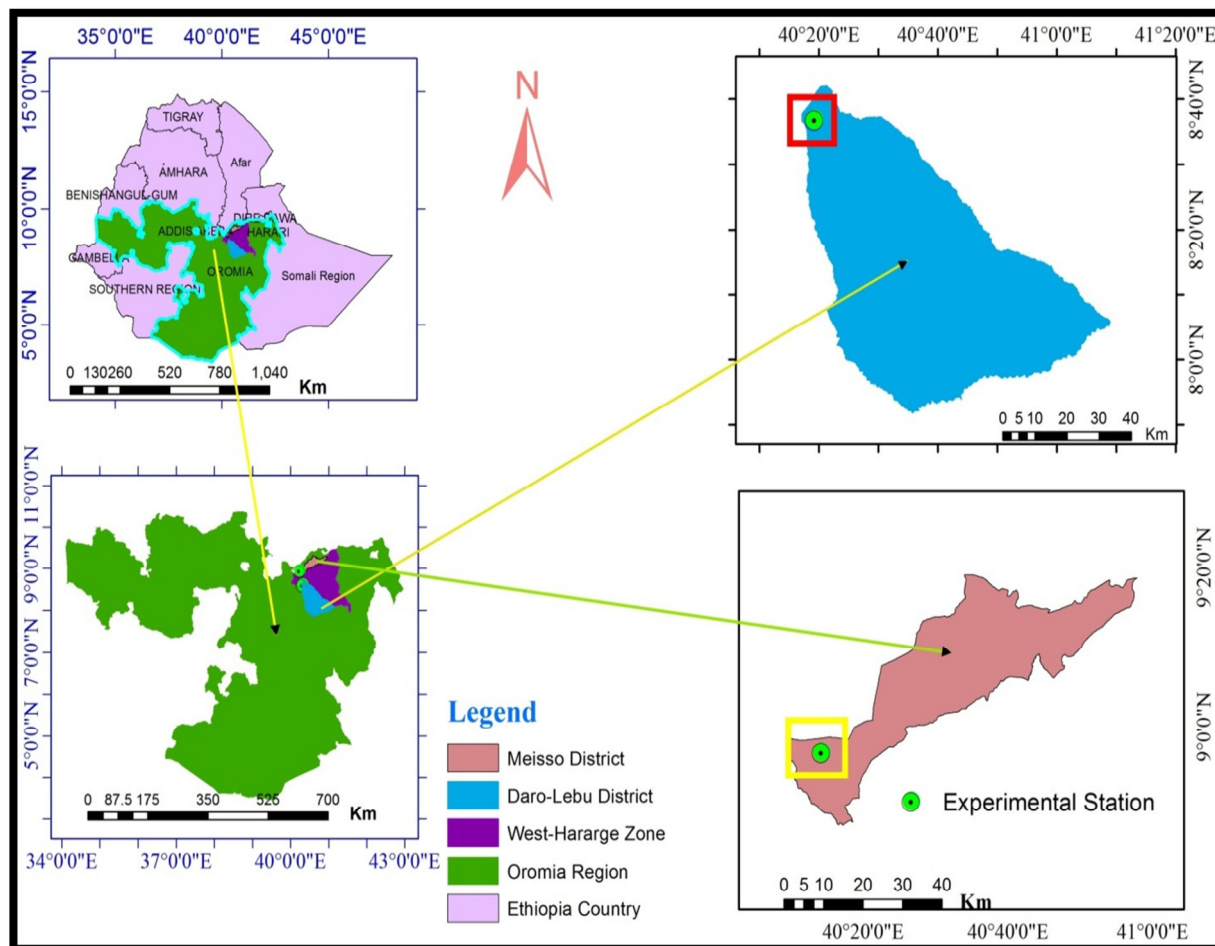 35°0'0"E 40°0'0"E 45°0'0"E
15°0'0"N
10°0'0"N
5°0'0"N
TIGRAY
Afar
AMHARA
BENISHANGUL-GUM
HARARI
OROMIA
Somali Region
SOUTHERN REGION
0 130 260 520 780 1,040
Km
N
40°20'0"E 40°40'0"E 41°0'0"E 41°20'0"E
8°40'0"N
8°20'0"N
8°0'0"N
0 5 10 20 30 40
Km
11°0'0"N
9°0'0"N
7°0'0"N
5°0'0"N
0 87.5 175 350 525 700
Km
34°0'0"E 37°0'0"E 40°0'0"E 43°0'0"E
Legend
Meisso District
Daro-Lebu District
West-Hararge Zone
Oromia Region
Ethiopia Country
9°20'0"N
9°0'0"N
Experimental Station
0 5 10 20 30 40
Km
40°20'0"E 40°40'0"E 41°0'0"E